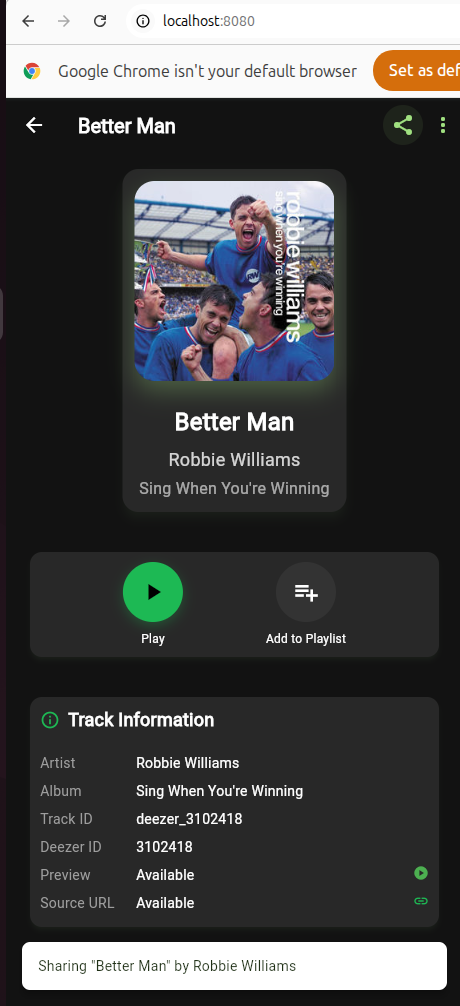 localhost:8080
Google Chrome isn't your default browser
Set as def
Better Man
robbie williams
sing when you're winning
RW
Better Man
Robbie Williams
Sing When You're Winning
Play
Add to Playlist
Track Information
Artist Robbie Williams
Album Sing When You're Winning
Track ID deezer_3102418
Deezer ID 3102418
Preview Available
Source URL Available
Sharing "Better Man" by Robbie Williams